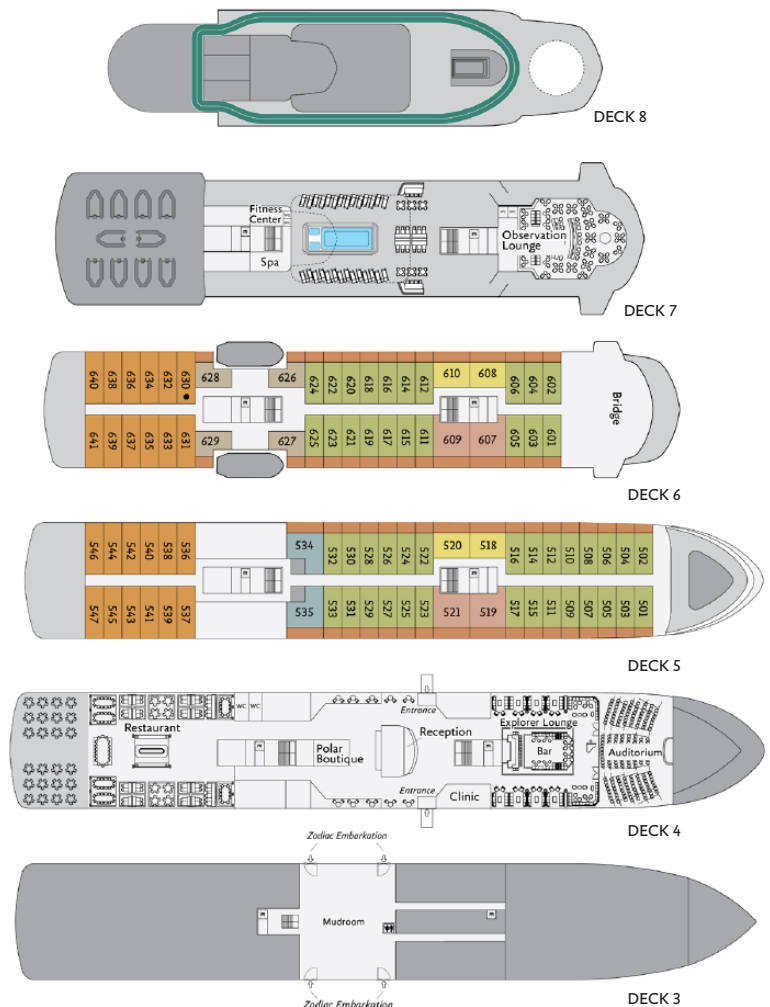 DECK 8
Fitness
Center
Spa
Observation
Lounge
DECK 7
640 638 636 634 632 630 628 626 624 622 620 618 616 614 612 610 608 606 604 602
Bridge
641 639 637 635 633 631 629 627 625 623 621 619 617 615 611 609 607 605 603 601
DECK 6
546 544 542 540 538 536 534 532 530 528 526 524 522 520 518 516 514 512 510 508 506 504 502
547 545 543 541 539 537 535 533 531 529 527 525 523 521 519 517 515 511 509 507 505 503 501
DECK 5
WC WC
Entrance
Restaurant
Explorer Lounge
Reception
Polar
Boutique
Bar
Auditorium
Entrance
Clinic
DECK 4
Zodiac Embarkation
Mudroom
Zodiac Embarkation
DECK 3